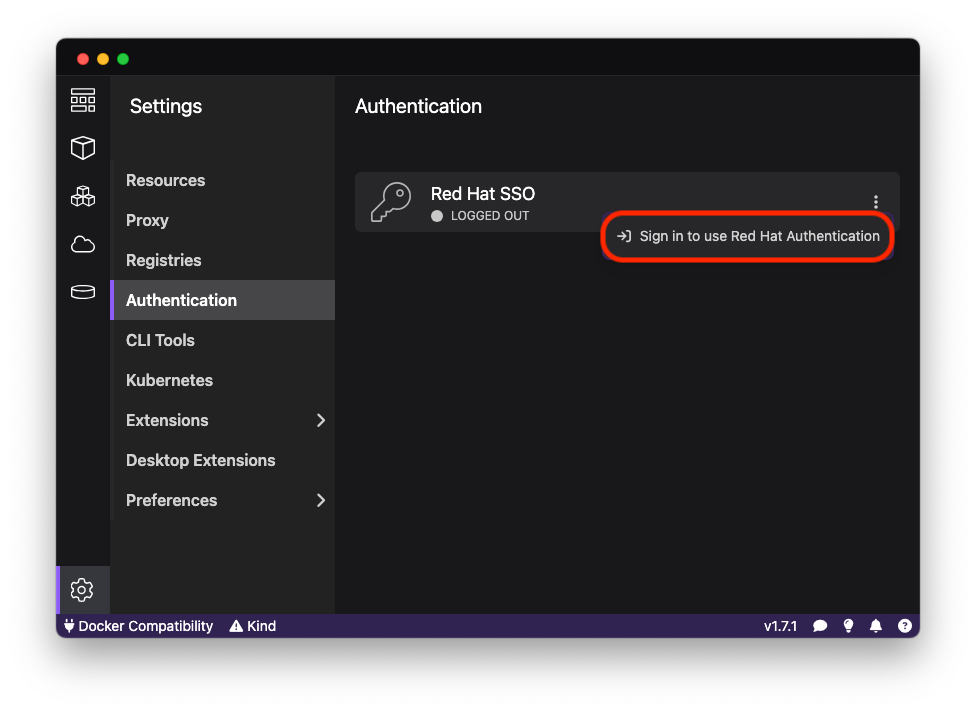 Settings
Resources
Proxy
Registries
Authentication
CLI Tools
Kubernetes
Extensions
Desktop Extensions
Preferences
Authentication
Red Hat SSO
LOGGED OUT
Sign in to use Red Hat Authentication
Docker Compatibility Kind v1.7.1